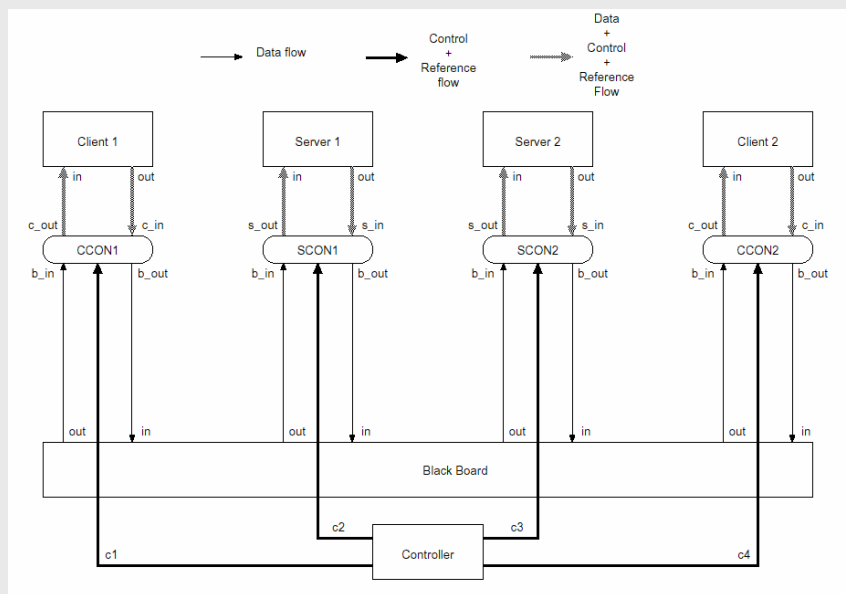 Data flow
Control
+
Reference
flow
Data
+
Control
+
Reference
Flow
Client 1
Server 1
Server 2
Client 2
in
out
in
out
in
out
in
out
c_out
c_in
s_out
s_in
s_out
s_in
c_out
c_in
CCON1
SCON1
SCON2
CCON2
b_in
b_out
b_in
b_out
b_in
b_out
b_in
b_out
out
in
out
in
out
in
out
in
Black Board
c2
c3
c1
Controller
c4